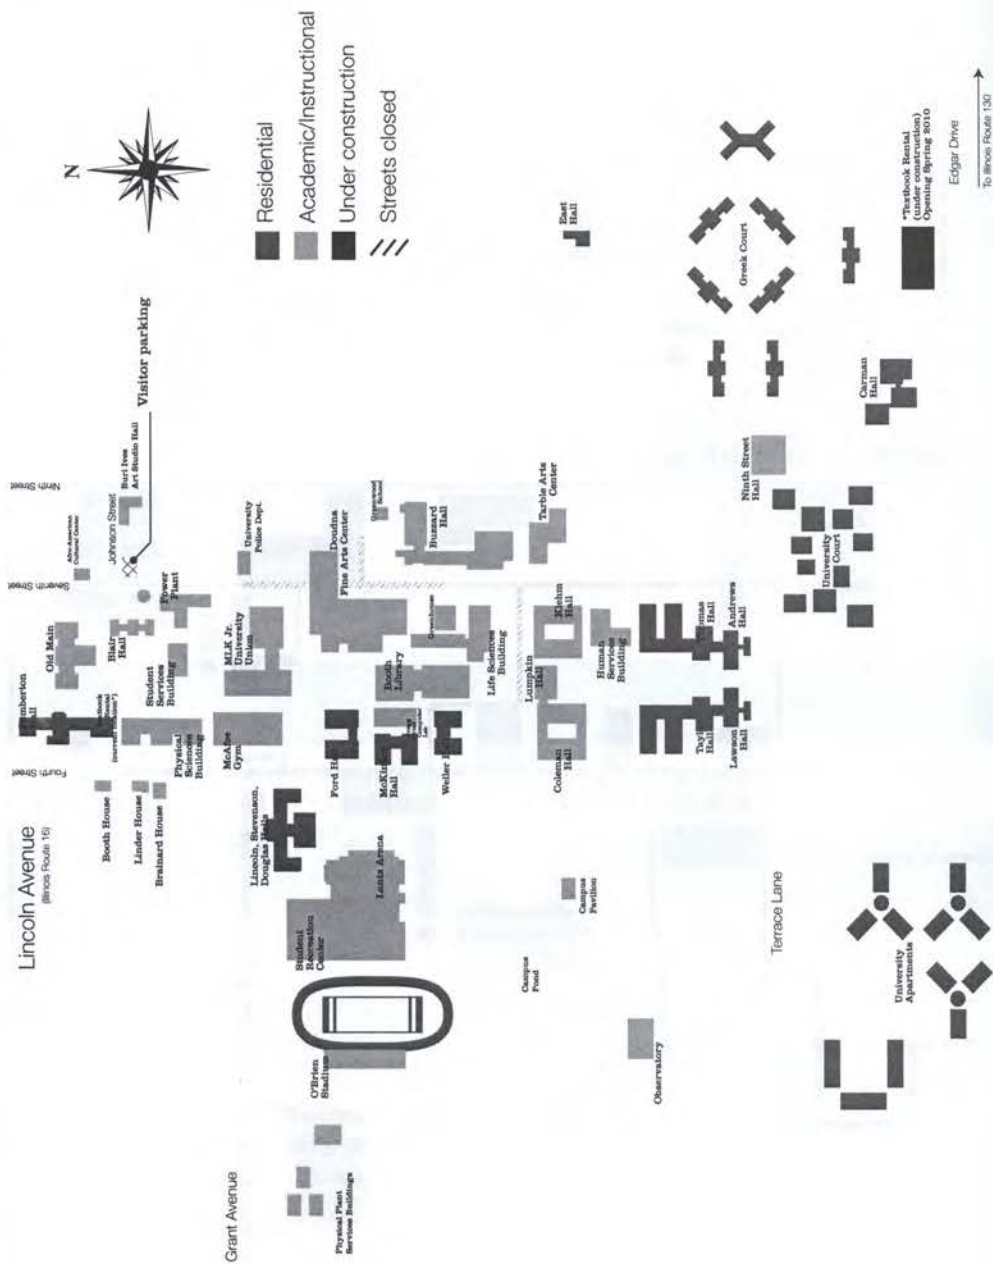 N
Residential
Academic/Instructional
Under construction
Streets closed
Visitor parking
Lincoln Avenue
(Illinois Route 16)
Ninth Street
Seventh Street
Fourth Street
Johnson Street
Afro-American
Cultural Center
Burl Ives
Art Studio Hall
Old Main
Blair
Hall
Power
Plant
Student
Services
Building
Physical
Sciences
Building
Booth House
Linder House
Brainard House
University
Police Dept.
MLK Jr.
University
Union
McAfee
Gym
Doudna
Fine Arts Center
Greenwood
School
Buzzard
Hall
Tarble Arts
Center
Greenhouse
Booth
Library
Life Sciences
Building
Ford Hall
Hall
Lincoln, Stevenson,
Douglas Halls
Lantz Arena
Student
Recreation
Center
O'Brien
Stadium
Grant Avenue
Physical Plant
Services Buildings
Lumpkin
Hall
Klehm
Hall
Coleman
Hall
Human
Services
Building
Thomas
Hall
Andrews
Hall
Hall
Lawson
Hall
Campus
Pavilion
Campus
Pond
Observatory
East
Hall
Greek Court
Ninth Street
Hall
University
Court
Carman
Hall
*Textbook Rental
(under construction)
Opening Spring 2010
Edgar Drive
To Illinois Route 130
Terrace Lane
University
Apartments